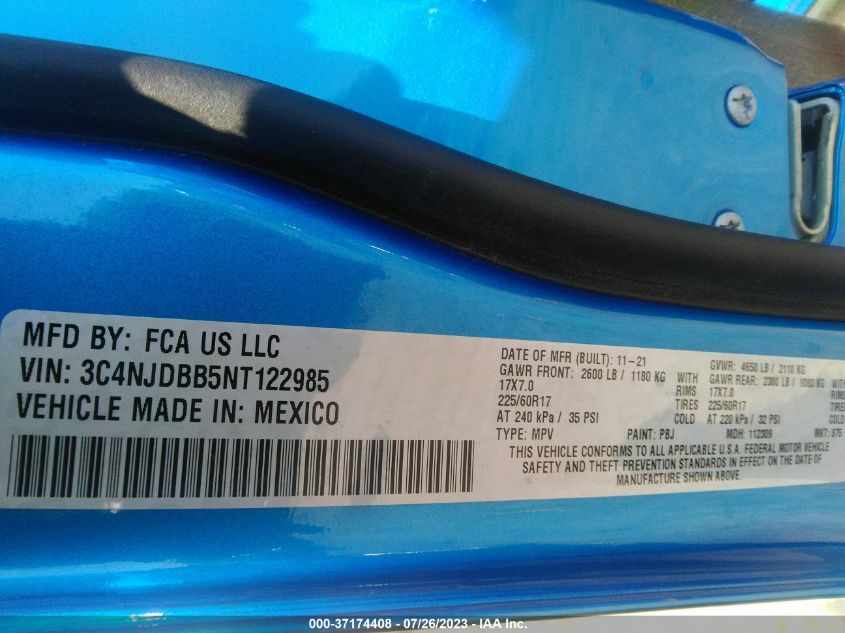 MFD BY: FCA US LLC
VIN: 3C4NJDBB5NT122985
VEHICLE MADE IN: MEXICO
DATE OF MFR (BUILT): 11-21 GVWR: 4650 LB / 2110 KG
GAWR FRONT: 2600 LB / 1180 KG WITH GAWR REAR: 2380 LB / 1080 KG WITH
17X7.0 RIMS 17X7.0 RIMS
225/60R17 TIRES 225/60R17 TIRES
AT 240 kPa / 35 PSI COLD AT 220 kPa / 32 PSI COLD
TYPE: MPV PAINT: PBJ MDH: 112309 MKT: 875
THIS VEHICLE CONFORMS TO ALL APPLICABLE U.S.A. FEDERAL MOTOR VEHICLE
SAFETY AND THEFT PREVENTION STANDARDS IN EFFECT ON THE DATE OF
MANUFACTURE SHOWN ABOVE
000-37174408 - 07/26/2023 - IAA Inc.